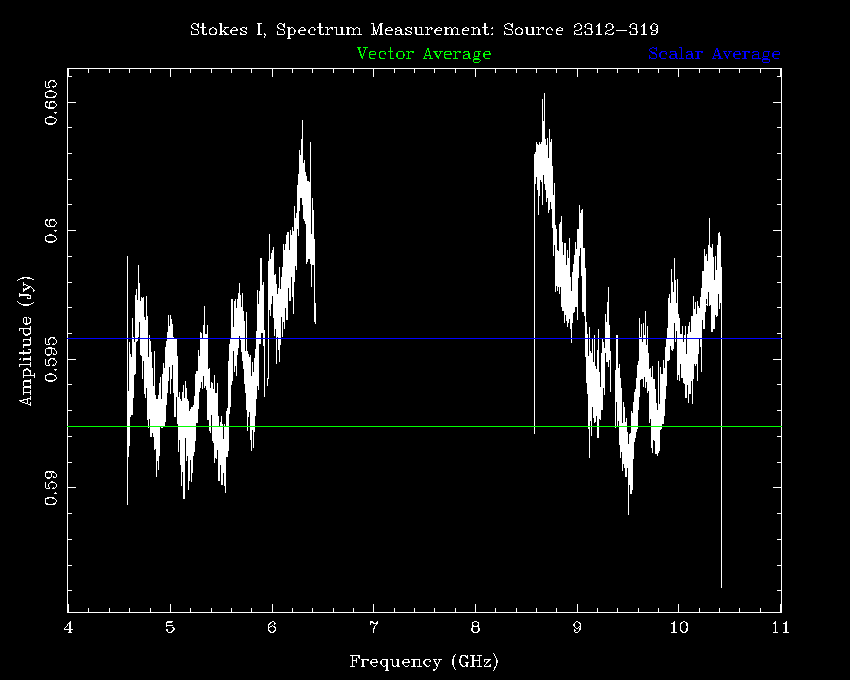 Stokes I, Spectrum Measurement: Source 2312-319
Vector Average
Scalar Average
0.605
0.6
0.595
0.59
Amplitude (Jy)
4 5 6 7 8 9 10 11
Frequency (GHz)